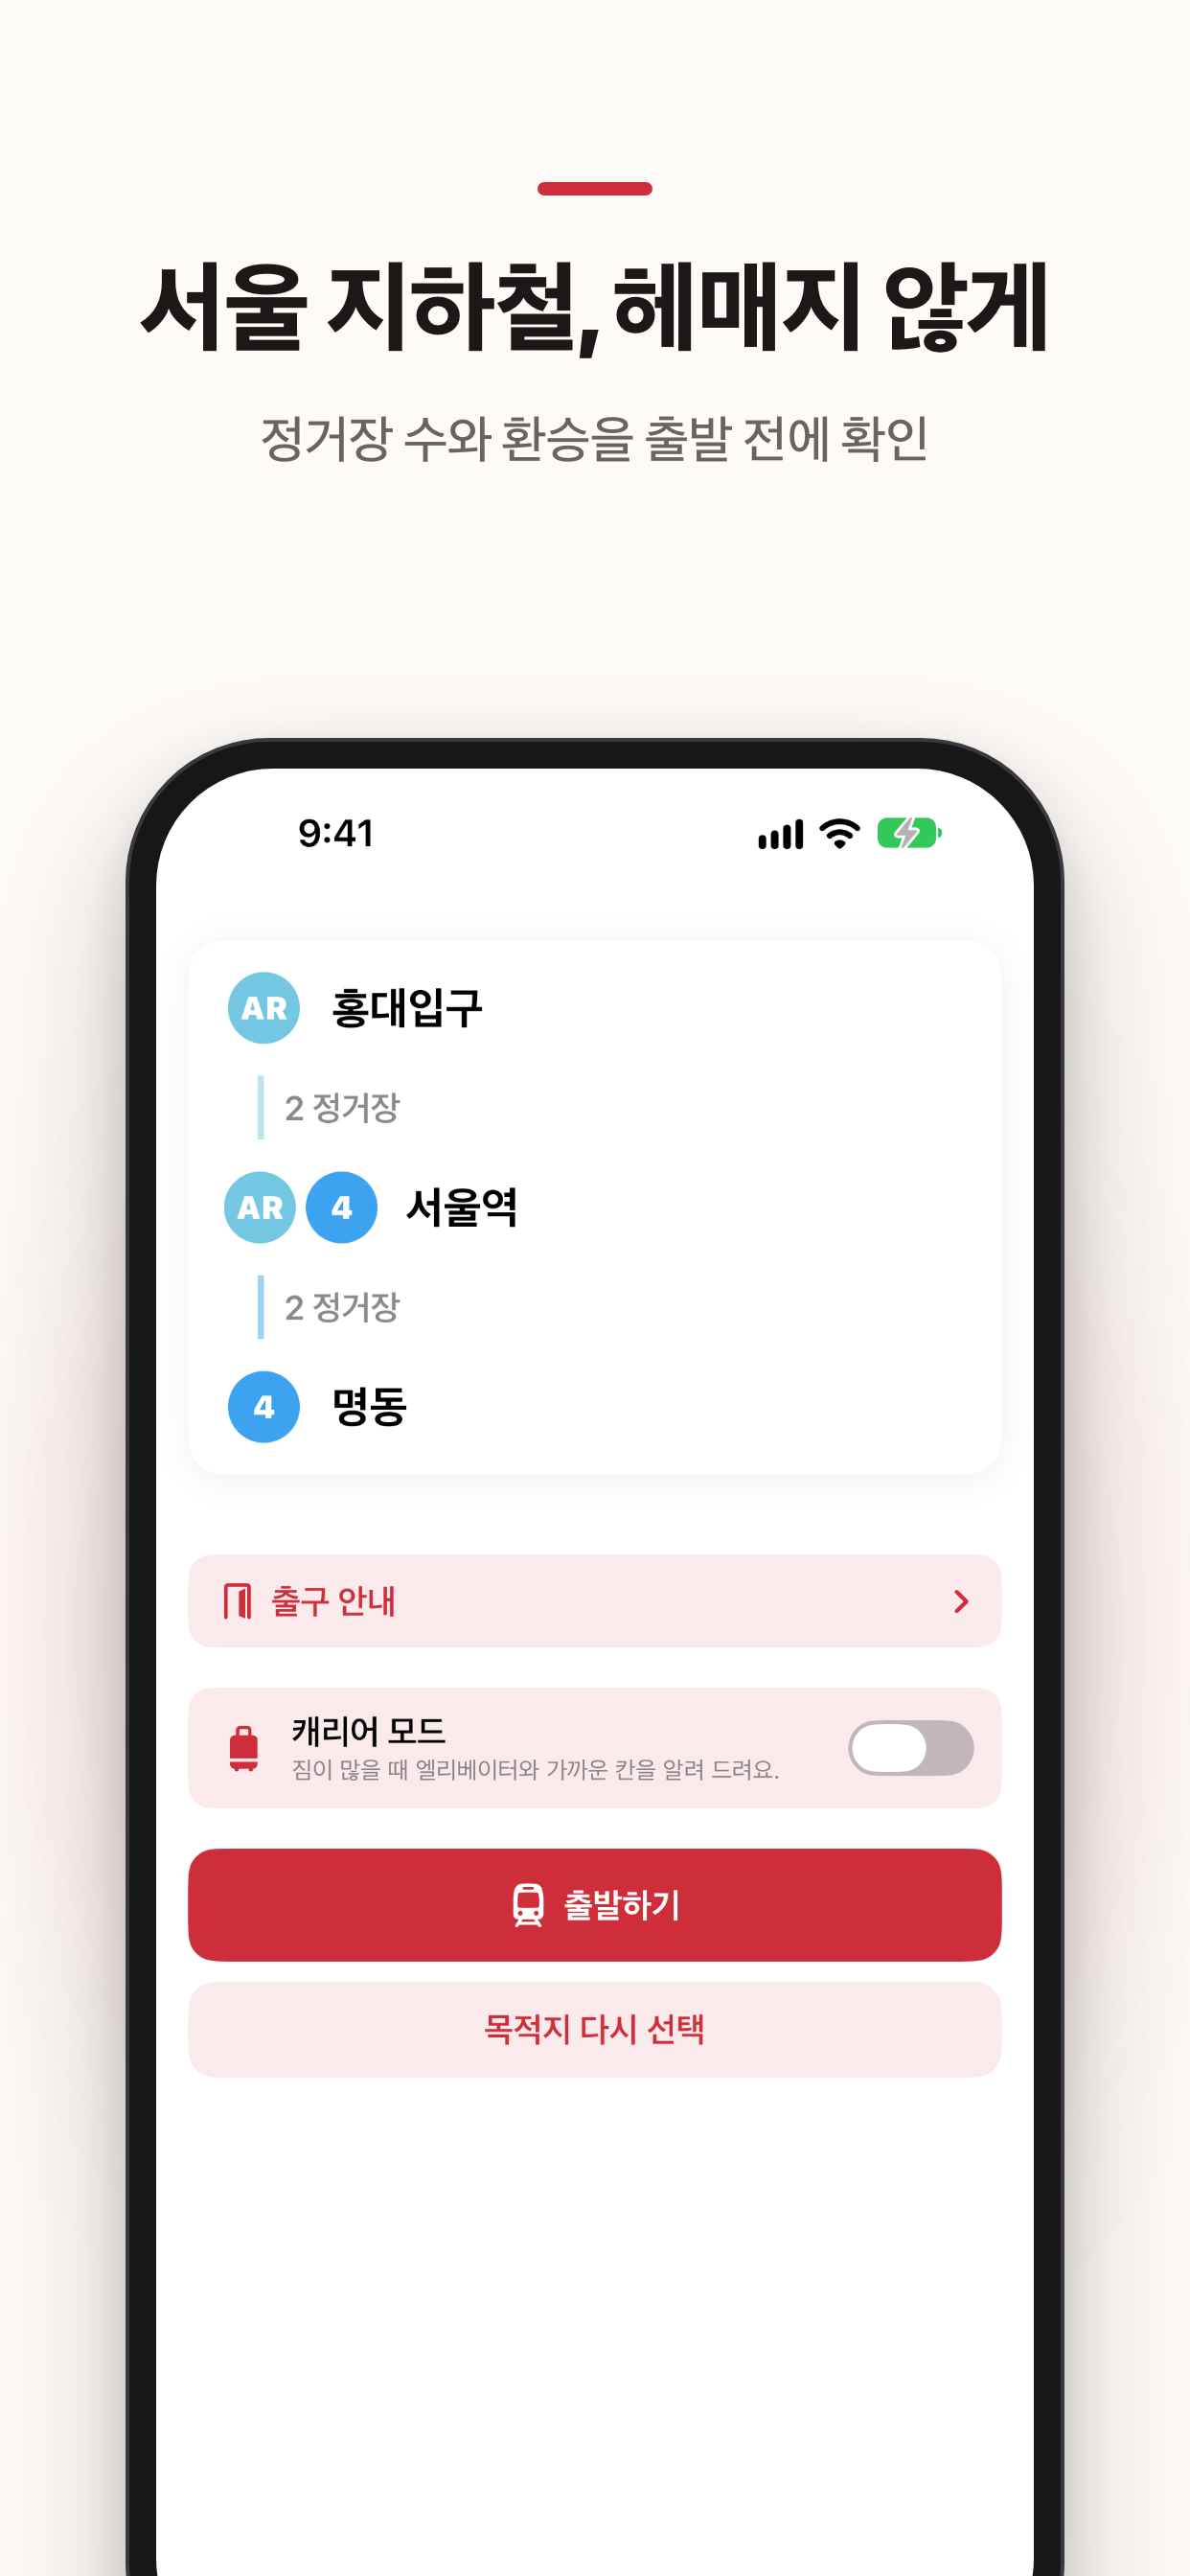 서울 지하철, 헤매지 않게
정거장 수와 환승을 출발 전에 확인
9:41
AR 홍대입구
2 정거장
AR 4 서울역
2 정거장
4 명동
출구 안내
캐리어 모드
짐이 많을 때 엘리베이터와 가까운 칸을 알려 드려요.
출발하기
목적지 다시 선택